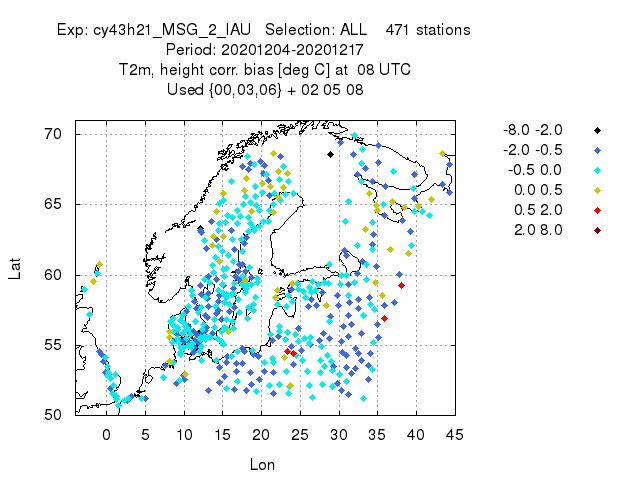 Exp: cy43h21_MSG_2_IAU Selection: ALL 471 stations
Period: 20201204-20201217
T2m, height corr. bias [deg C] at 08 UTC
Used {00,03,06} + 02 05 08
70
65
60
55
50
Lat
0 5 10 15 20 25 30 35 40 45
Lon
-8.0 -2.0
-2.0 -0.5
-0.5 0.0
0.0 0.5
0.5 2.0
2.0 8.0